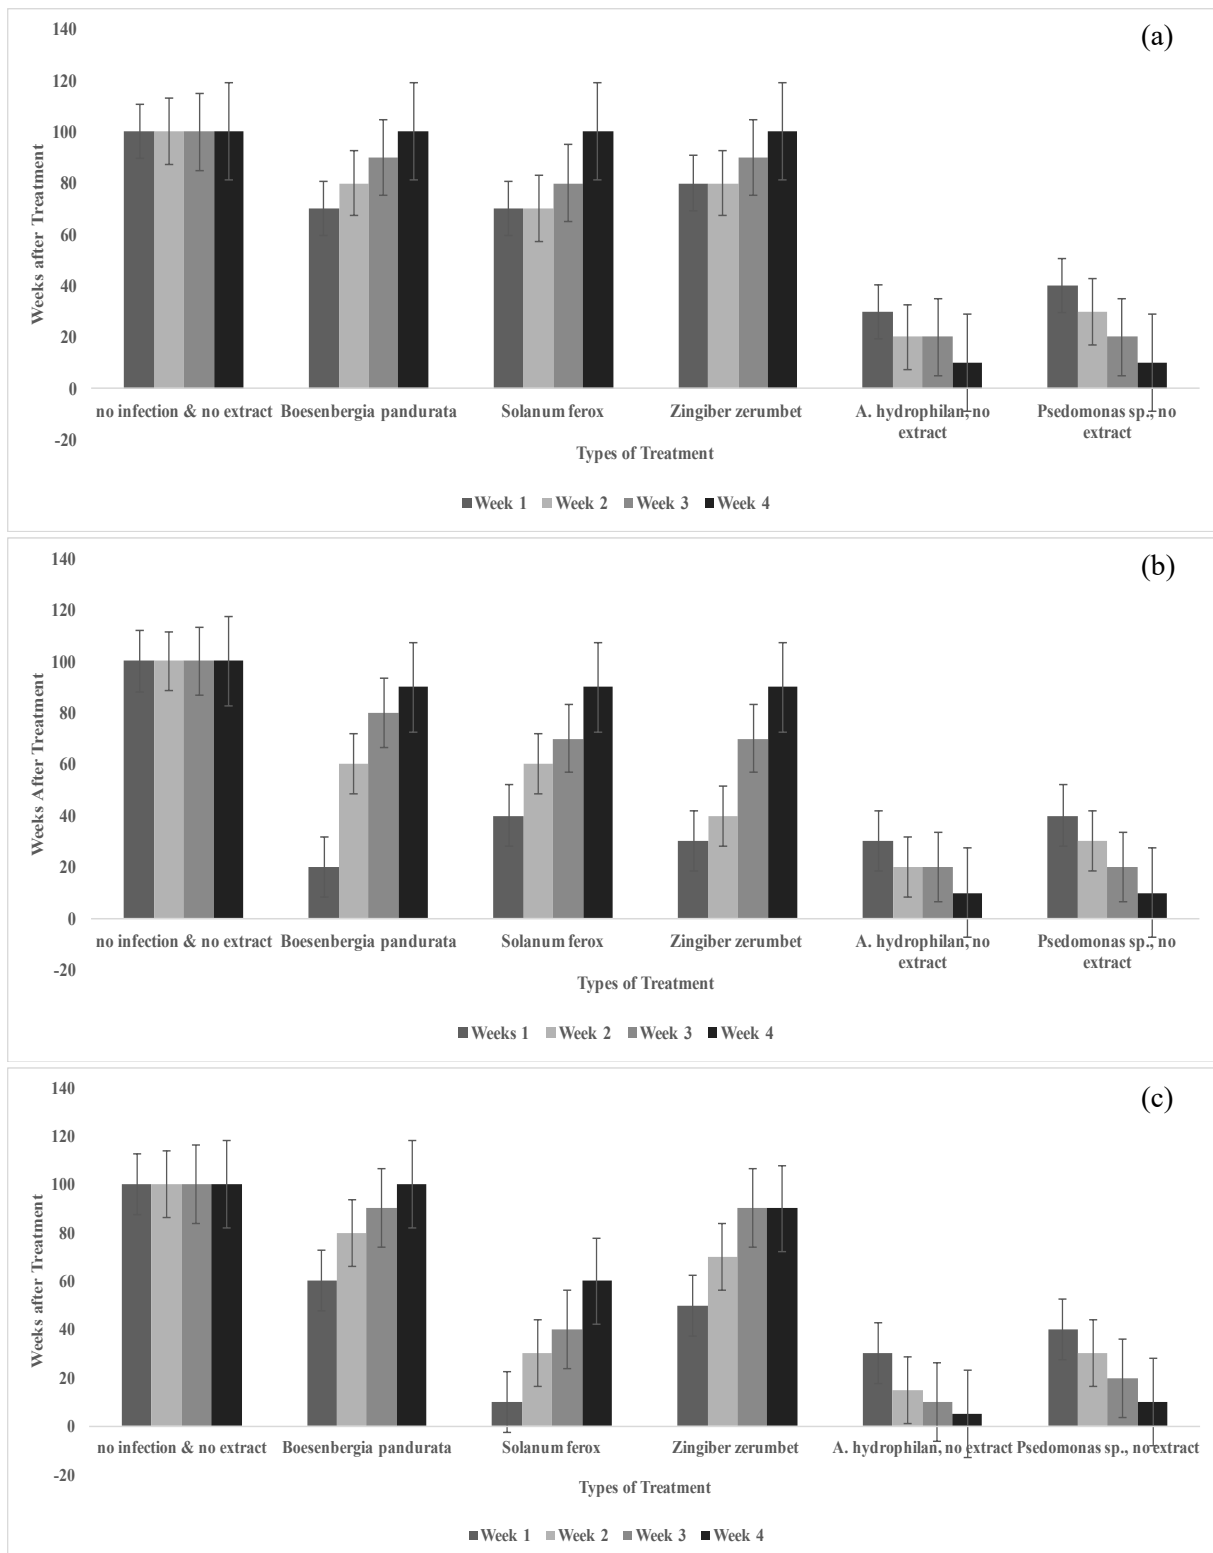 (a)
140
120
100
80
60
40
20
0
-20
Weeks after Treatment
no infection & no extract Boesenbergia pandurata Solanum ferox Zingiber zerumbet A. hydrophilan, no extract Psedomonas sp., no extract
Types of Treatment
Week 1 Week 2 Week 3 Week 4
(b)
140
120
100
80
60
40
20
0
-20
Weeks After Treatment
no infection & no extract Boesenbergia pandurata Solanum ferox Zingiber zerumbet A. hydrophilan, no extract Psedomonas sp., no extract
Types of Treatment
Weeks 1 Week 2 Week 3 Week 4
(c)
140
120
100
80
60
40
20
0
-20
Weeks after Treatment
no infection & no extract Boesenbergia pandurata Solanum ferox Zingiber zerumbet A. hydrophilan, no extract Psedomonas sp., no extract
Types of Treatment
Week 1 Week 2 Week 3 Week 4